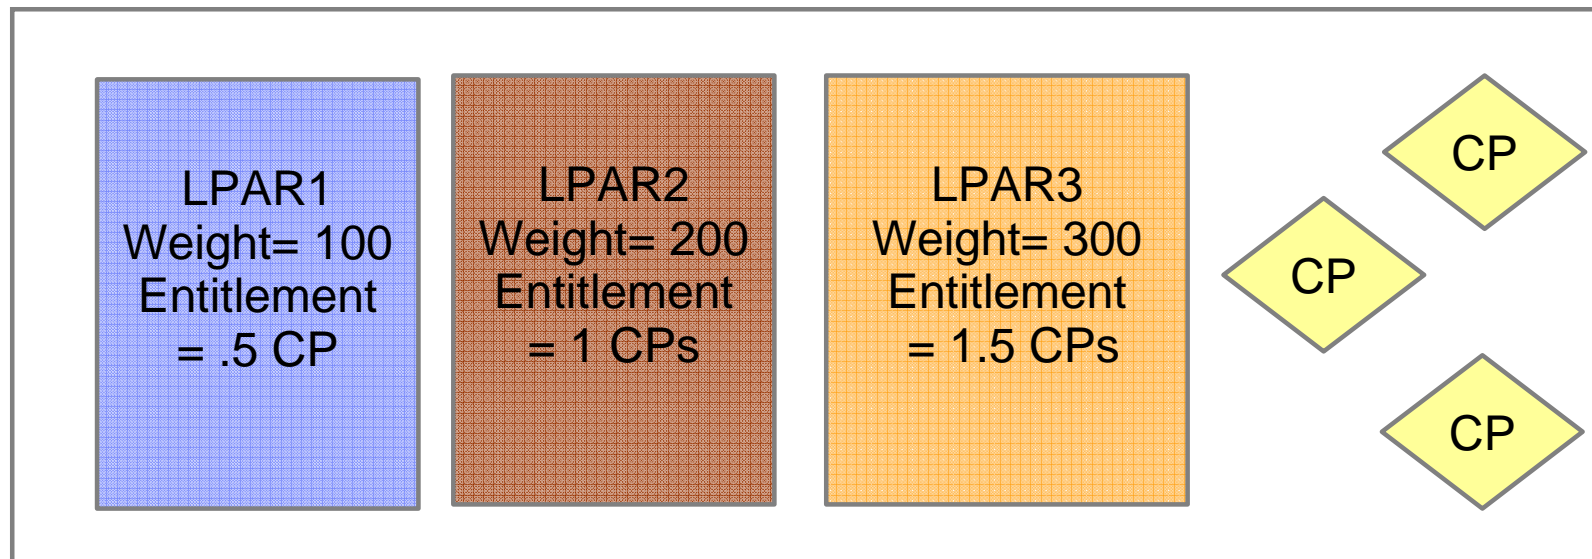 LPAR1
Weight= 100
Entitlement
= .5 CP
LPAR2
Weight= 200
Entitlement
= 1 CPs
LPAR3
Weight= 300
Entitlement
= 1.5 CPs
CP
CP
CP